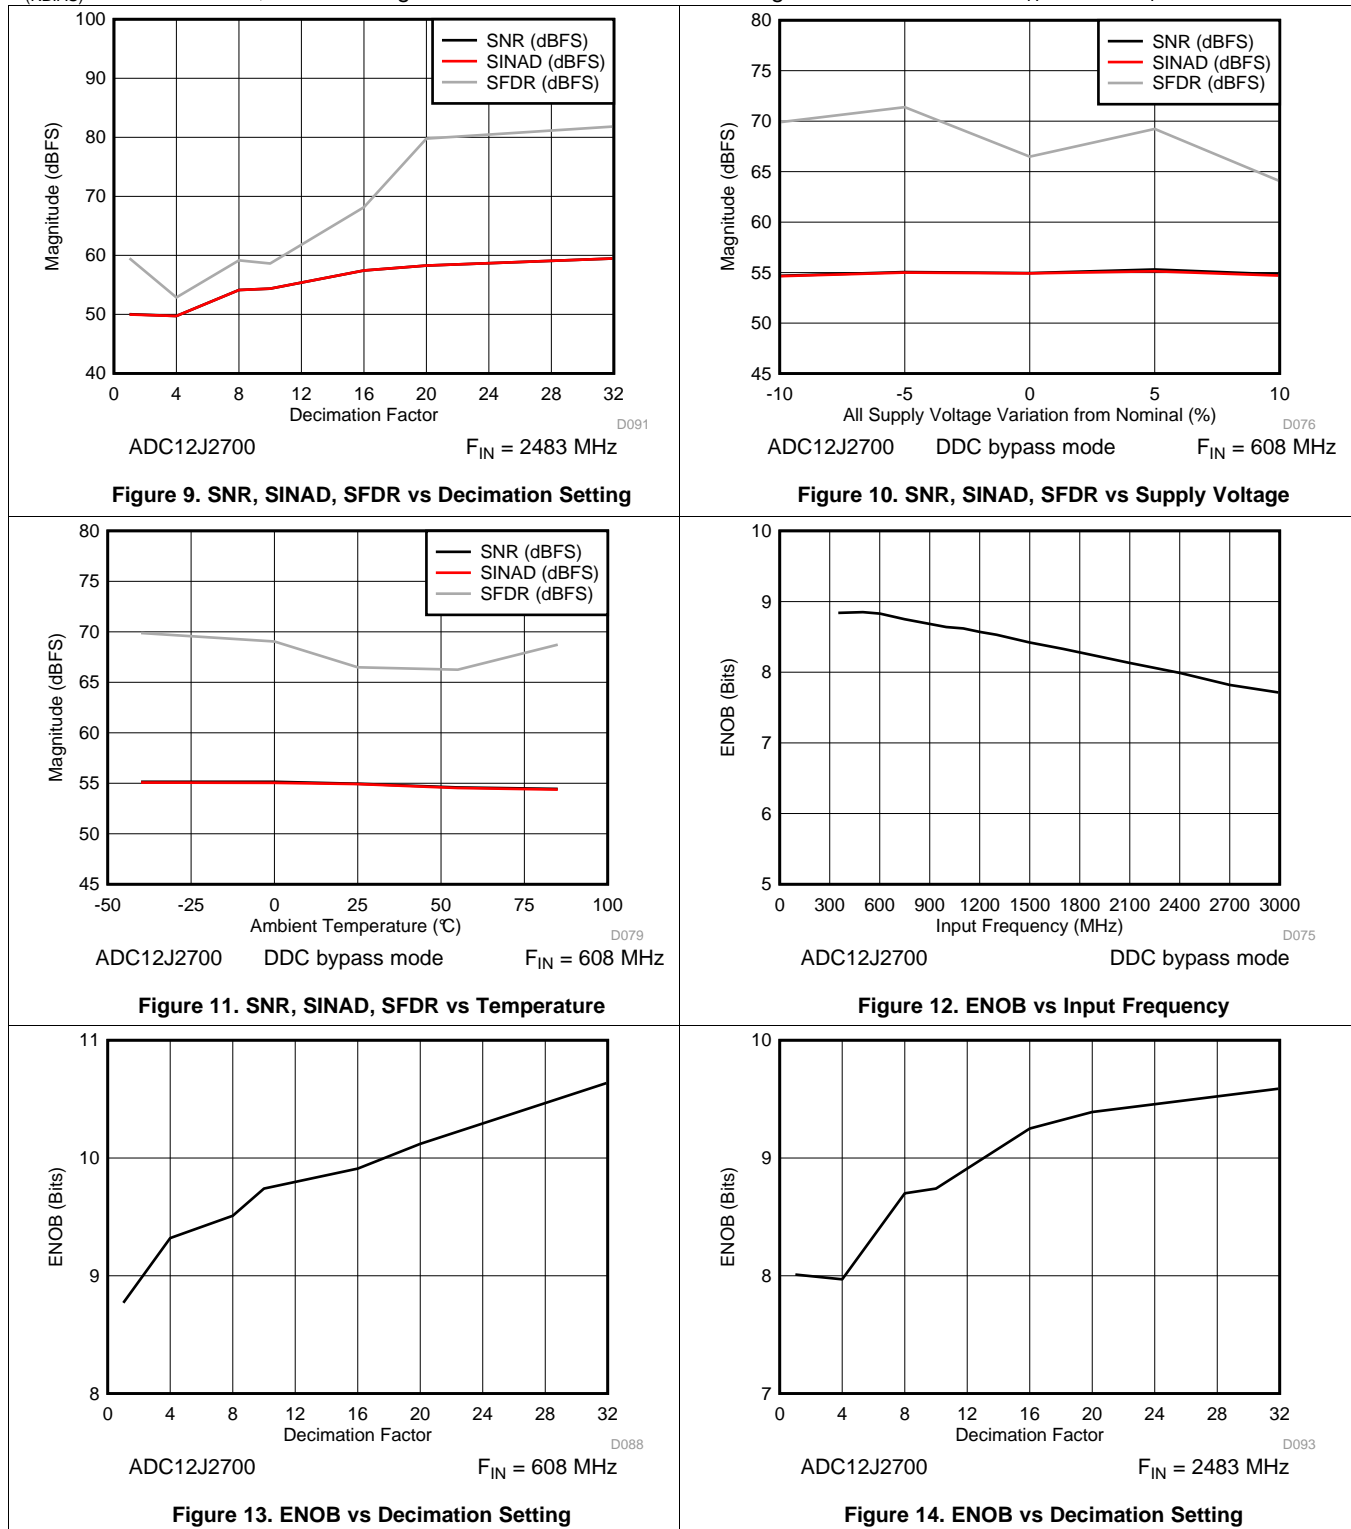 100
90
80
70
60
50
40
Magnitude (dBFS)
SNR (dBFS)
SINAD (dBFS)
SFDR (dBFS)
0 4 8 12 16 20 24 28 32
Decimation Factor
D091
ADC12J2700 FIN = 2483 MHz
Figure 9. SNR, SINAD, SFDR vs Decimation Setting
80
75
70
65
60
55
50
45
Magnitude (dBFS)
SNR (dBFS)
SINAD (dBFS)
SFDR (dBFS)
-10 -5 0 5 10
All Supply Voltage Variation from Nominal (%)
D076
ADC12J2700 DDC bypass mode FIN = 608 MHz
Figure 10. SNR, SINAD, SFDR vs Supply Voltage
80
75
70
65
60
55
50
45
Magnitude (dBFS)
SNR (dBFS)
SINAD (dBFS)
SFDR (dBFS)
-50 -25 0 25 50 75 100
Ambient Temperature (°C)
D079
ADC12J2700 DDC bypass mode FIN = 608 MHz
Figure 11. SNR, SINAD, SFDR vs Temperature
10
9
8
7
6
5
ENOB (Bits)
0 300 600 900 1200 1500 1800 2100 2400 2700 3000
Input Frequency (MHz)
D075
ADC12J2700 DDC bypass mode
Figure 12. ENOB vs Input Frequency
11
10
9
8
ENOB (Bits)
0 4 8 12 16 20 24 28 32
Decimation Factor
D088
ADC12J2700 FIN = 608 MHz
Figure 13. ENOB vs Decimation Setting
10
9
8
7
ENOB (Bits)
0 4 8 12 16 20 24 28 32
Decimation Factor
D093
ADC12J2700 FIN = 2483 MHz
Figure 14. ENOB vs Decimation Setting